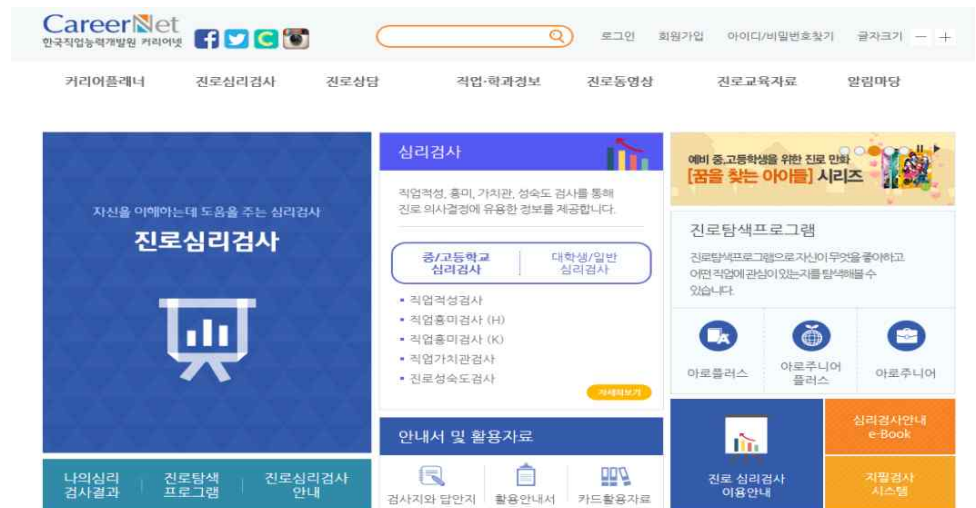 CareerNet
한국직업능력개발원 커리어넷
로그인 회원가입 아이디/비밀번호찾기 글자크기 － ＋
커리어플래너 진로심리검사 진로상담 직업·학과정보 진로동영상 진로교육자료 알림마당
자신을 이해하는데 도움을 주는 심리검사
진로심리검사
나의심리
검사결과
진로탐색
프로그램
진로심리검사
안내
심리검사
직업적성, 흥미, 가치관, 성숙도 검사를 통해
진로 의사결정에 유용한 정보를 제공합니다.
중/고등학교
심리검사
대학생/일반
심리검사
▪ 직업적성검사
▪ 직업흥미검사 (H)
▪ 직업흥미검사 (K)
▪ 직업가치관검사
▪ 진로성숙도검사
자세히보기
안내서 및 활용자료
검사지와 답안지
활용안내서
카드활용자료
예비 중,고등학생을 위한 진로 만화
[꿈을 찾는 아이들] 시리즈
진로탐색프로그램
진로탐색프로그램으로 자신이 무엇을 좋아하고
어떤 직업에 관심이 있는지를 탐색해볼 수
있습니다.
아로플러스
아로주니어
플러스
아로주니어
진로 심리검사
이용안내
심리검사안내
e-Book
지필검사
시스템